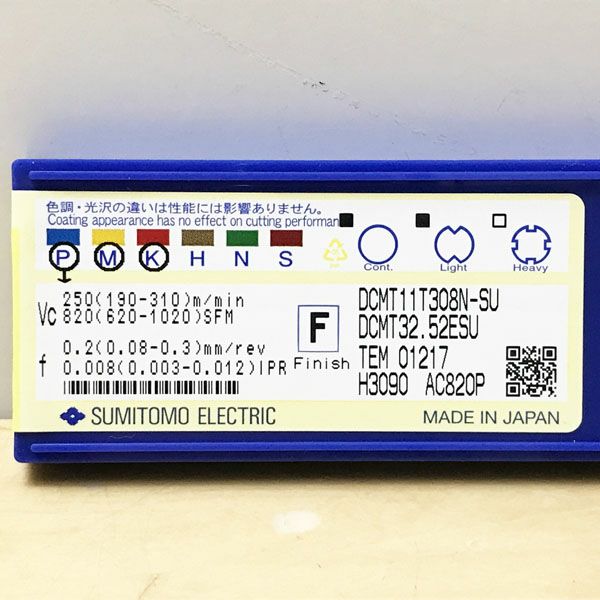 色調・光沢の違いは性能には影響ありません。
Coating appearance has no effect on cutting performan
P M K H N S
Cont. Light Heavy
Vc 250(190-310)m/min
820(620-1020)SFM
f 0.2(0.08-0.3)mm/rev
0.008(0.003-0.012)IPR
F
Finish
DCMT11T308N-SU
DCMT32.52ESU
TEM 01217
H3090 AC820P
SUMITOMO ELECTRIC
MADE IN JAPAN